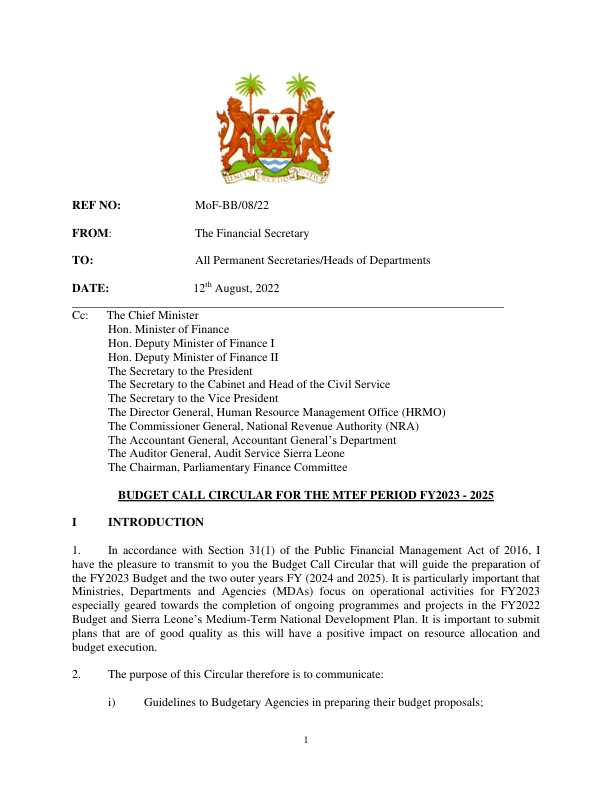 UNITY FREEDOM JUSTICE
REF NO: MoF-BB/08/22
FROM: The Financial Secretary
TO: All Permanent Secretaries/Heads of Departments
DATE: 12th August, 2022
Cc: The Chief Minister
Hon. Minister of Finance
Hon. Deputy Minister of Finance I
Hon. Deputy Minister of Finance II
The Secretary to the President
The Secretary to the Cabinet and Head of the Civil Service
The Secretary to the Vice President
The Director General, Human Resource Management Office (HRMO)
The Commissioner General, National Revenue Authority (NRA)
The Accountant General, Accountant General's Department
The Auditor General, Audit Service Sierra Leone
The Chairman, Parliamentary Finance Committee
BUDGET CALL CIRCULAR FOR THE MTEF PERIOD FY2023 - 2025
I INTRODUCTION
1. In accordance with Section 31(1) of the Public Financial Management Act of 2016, I
have the pleasure to transmit to you the Budget Call Circular that will guide the preparation of
the FY2023 Budget and the two outer years FY (2024 and 2025). It is particularly important that
Ministries, Departments and Agencies (MDAs) focus on operational activities for FY2023
especially geared towards the completion of ongoing programmes and projects in the FY2022
Budget and Sierra Leone's Medium-Term National Development Plan. It is important to submit
plans that are of good quality as this will have a positive impact on resource allocation and
budget execution.
2. The purpose of this Circular therefore is to communicate:
i) Guidelines to Budgetary Agencies in preparing their budget proposals;
1